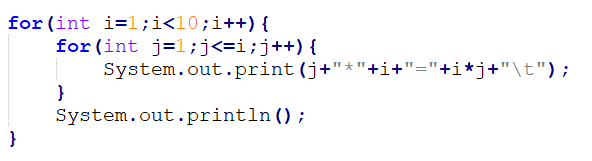 for(int i=1;i<10;i++){
    for(int j=1;j<=i;j++){
        System.out.print(j+"*"+i+"="+i*j+"\t");
    }
    System.out.println();
}